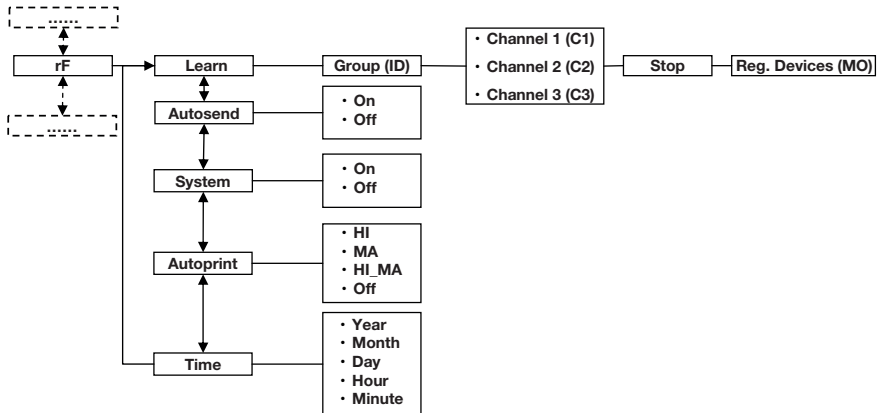 ......
rF
......
Learn
Group (ID)
· Channel 1 (C1)
· Channel 2 (C2)
· Channel 3 (C3)
Stop
Reg. Devices (MO)
Autosend
· On
· Off
System
· On
· Off
Autoprint
· HI
· MA
· HI_MA
· Off
Time
· Year
· Month
· Day
· Hour
· Minute